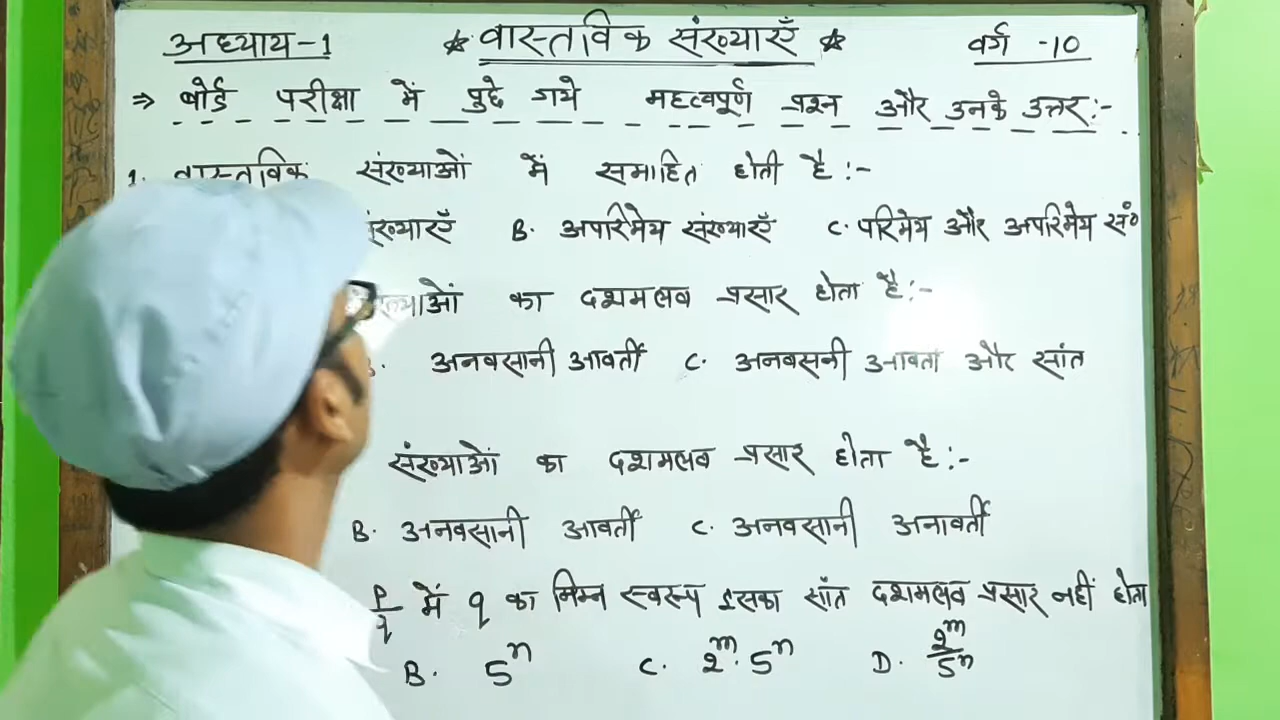 अध्याय-1 ☆ वास्तविक संख्याएँ ☆ वर्ग -10
⇒ बोर्ड परीक्षा में पुछे गये महत्वपूर्ण प्रश्न और उनके उत्तर:-
1. वास्तविक संख्याओं में समाहित होती है:-
संख्याएँ B. अपरिमेय संख्याएँ C. परिमेय और अपरिमेय सं०
का दशमलव प्रसार होता है:-
अनवसानी आवर्ती C. अनवसनी आवर्ती और सांत
संख्याओं का दशमलव प्रसार होता है:-
B. अनवसानी आवर्ती C. अनवसानी अनावर्ती
p/q में q का निम्न स्वरूप इसका सांत दशमलव प्रसार नहीं होता
B. 5ⁿ C. 2ᵐ.5ⁿ D. 2ᵐ/5ⁿ